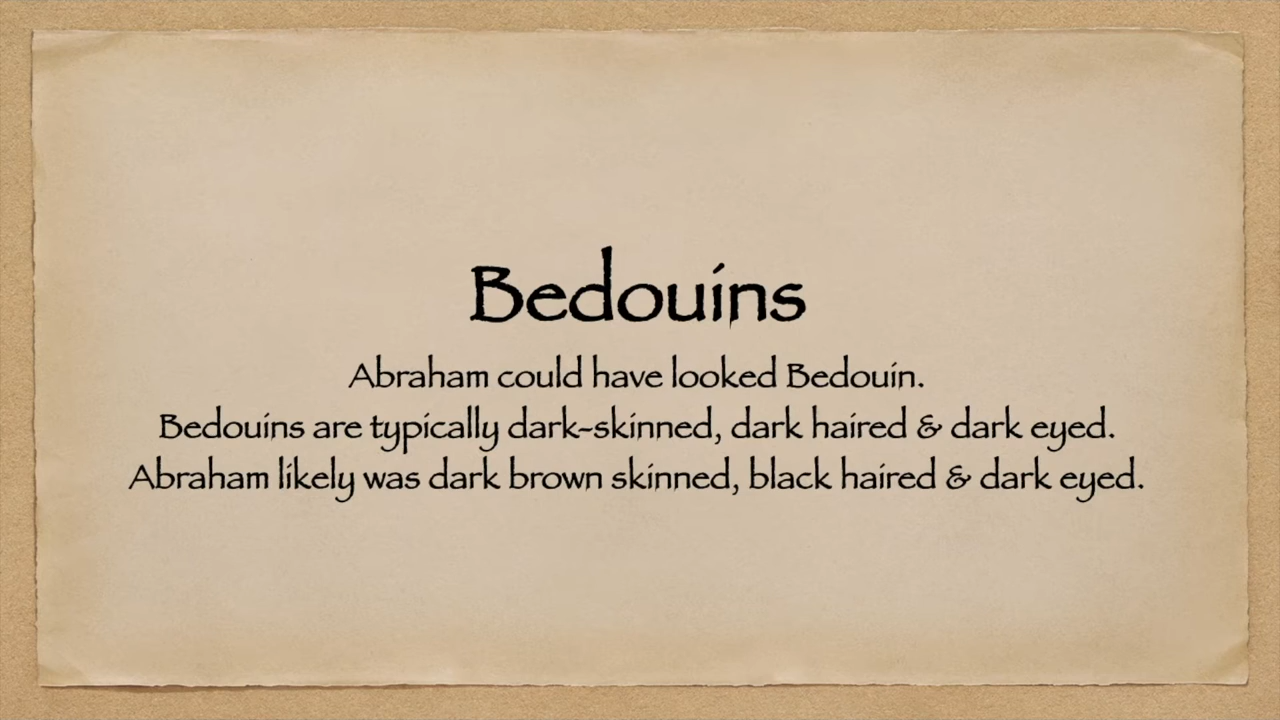 Bedouins
Abraham could have looked Bedouin.
Bedouins are typically dark-skinned, dark haired & dark eyed.
Abraham likely was dark brown skinned, black haired & dark eyed.